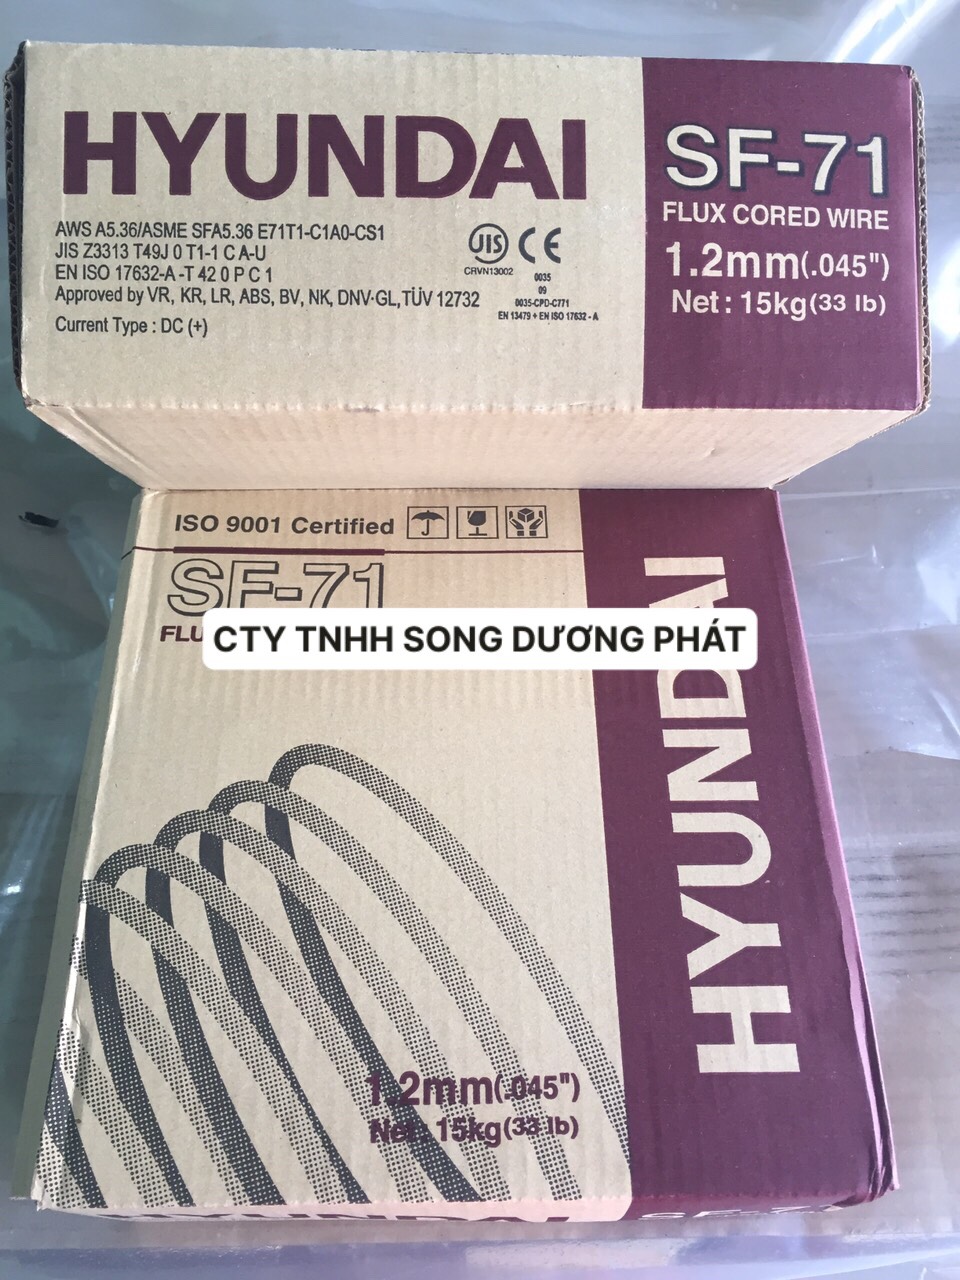 HYUNDAI
AWS A5.36/ASME SFA5.36 E71T1-C1A0-CS1
JIS Z3313 T49J 0 T1-1 C A-U
EN ISO 17632-A -T 42 0 P C 1
Approved by VR, KR, LR, ABS, BV, NK, DNV·GL, TÜV 12732
Current Type : DC (+)
JIS CE
CRVN13002
0035
09
0035-CPD-C771
EN 13479 + EN ISO 17632 - A
SF-71
FLUX CORED WIRE
1.2mm(.045")
Net : 15kg(33 lb)
ISO 9001 Certified
SF-71
FLU
CTY TNHH SONG DƯƠNG PHÁT
HYUNDAI
1.2mm(.045")
Net : 15kg(33 lb)
HYUNDAI SF-71